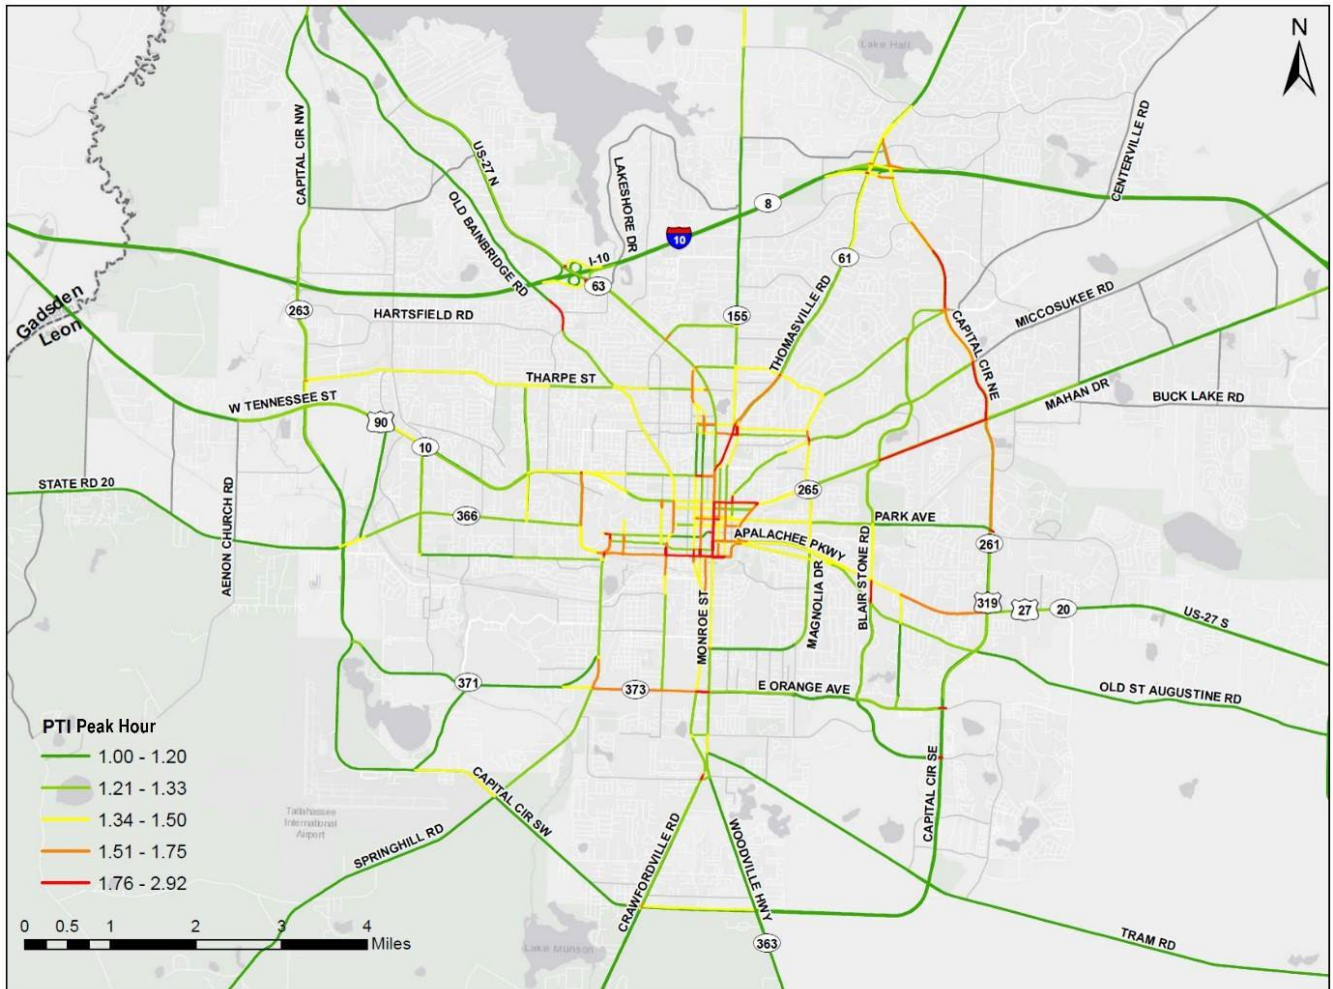 N
Lake Hall
CENTERVILLE RD
CAPITAL CIR NW
US-27 N
LAKESHORE DR
OLD BAINBRIDGE RD
8
10
I-10
61
63
Gadsden
Leon
263
HARTSFIELD RD
155
THOMASVILLE RD
MICCOSUKEE RD
CAPITAL CIR NE
THARPE ST
MAHAN DR
BUCK LAKE RD
W TENNESSEE ST
90
10
STATE RD 20
265
366
PARK AVE
AENON CHURCH RD
APALACHEE PKWY
261
BLAIR STONE RD
MAGNOLIA DR
319
27
20
US-27 S
MONROE ST
371
373
E ORANGE AVE
OLD ST AUGUSTINE RD
PTI Peak Hour
1.00 - 1.20
1.21 - 1.33
1.34 - 1.50
1.51 - 1.75
1.76 - 2.92
CAPITAL CIR SW
CAPITAL CIR SE
Tallahassee
International
Airport
SPRINGHILL RD
CRAWFORDVILLE RD
WOODVILLE HWY
TRAM RD
0 0.5 1 2 3 4
Miles
Lake Munson
363